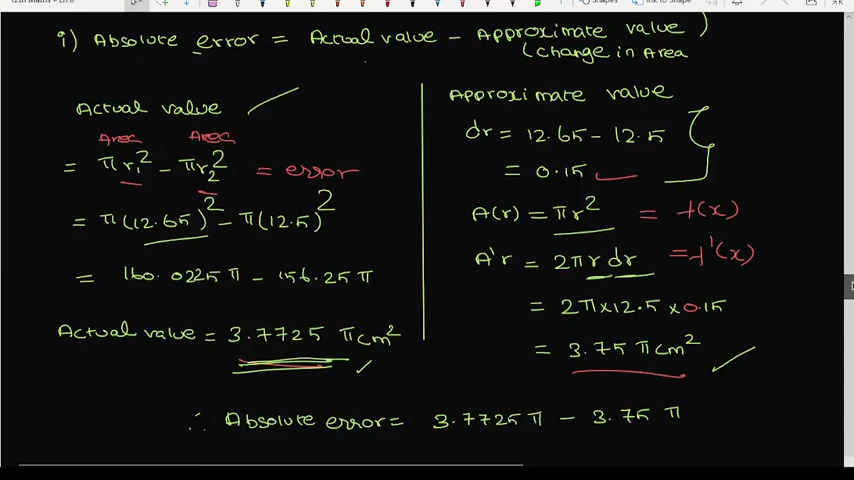 i) Absolute error = Actual value - Approximate value )
(change in Area
Actual value
Area Area
= πr₁² - πr₂² = error
= π(12.65)² - π(12.5)²
= 160.0225π - 156.25π
Actual value = 3.7725 πcm²
Approximate value
dr = 12.65 - 12.5
= 0.15
A(r) = πr² = f(x)
A'r = 2πr dr = f'(x)
= 2π×12.5×0.15
= 3.75 πcm²
∴ Absolute error = 3.7725π - 3.75 π